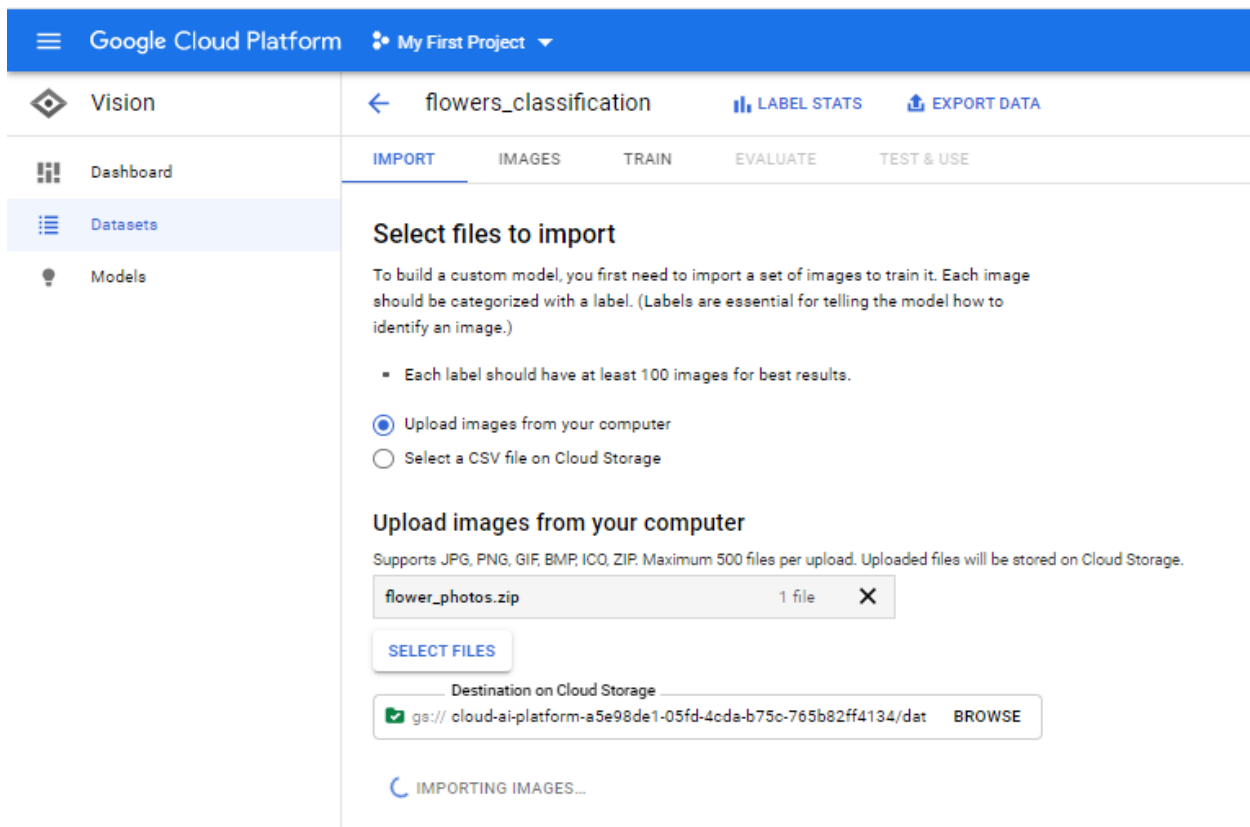 Google Cloud Platform My First Project
Vision
flowers_classification LABEL STATS EXPORT DATA
IMPORT IMAGES TRAIN EVALUATE TEST & USE
Dashboard
Datasets
Models
Select files to import
To build a custom model, you first need to import a set of images to train it. Each image
should be categorized with a label. (Labels are essential for telling the model how to
identify an image.)
Each label should have at least 100 images for best results.
Upload images from your computer
Select a CSV file on Cloud Storage
Upload images from your computer
Supports JPG, PNG, GIF, BMP, ICO, ZIP. Maximum 500 files per upload. Uploaded files will be stored on Cloud Storage.
flower_photos.zip 1 file
SELECT FILES
Destination on Cloud Storage
gs:// cloud-ai-platform-a5e98de1-05fd-4cda-b75c-765b82ff4134/dat BROWSE
IMPORTING IMAGES...